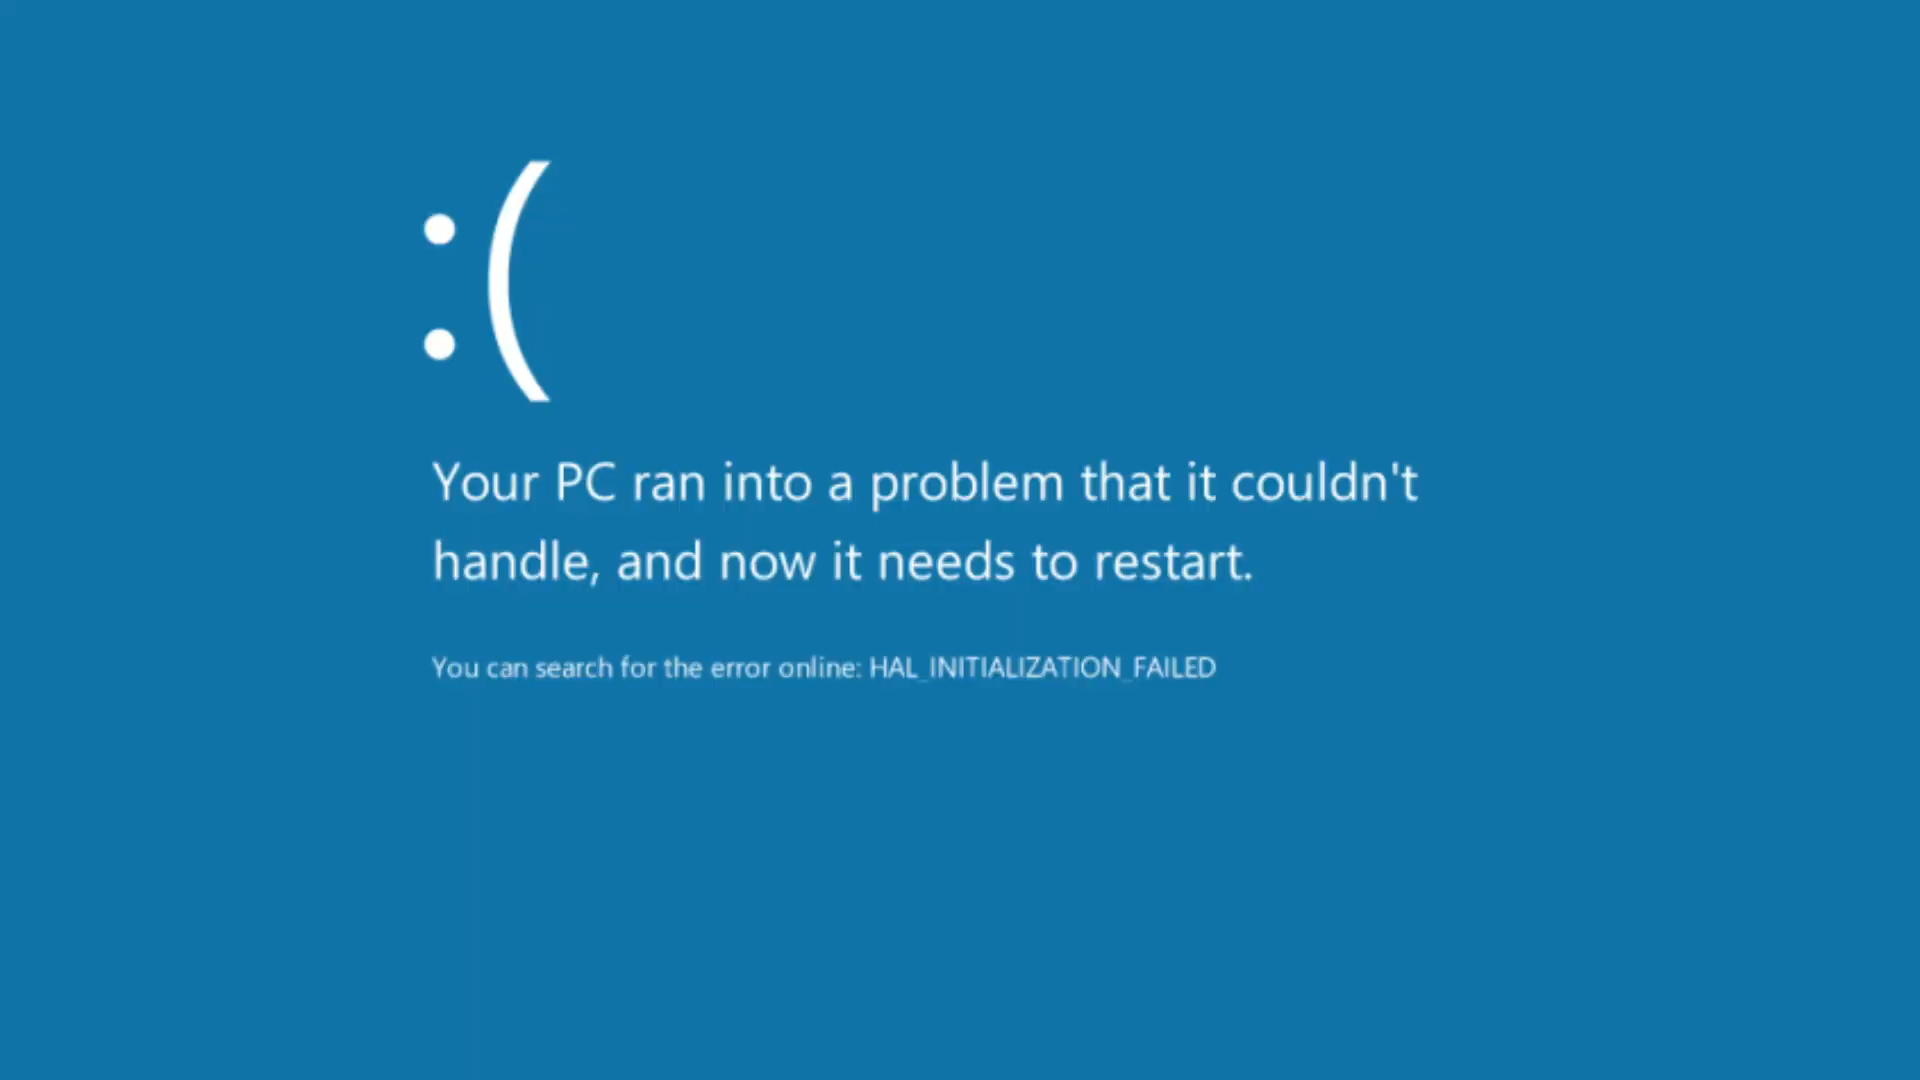 :(
Your PC ran into a problem that it couldn't
handle, and now it needs to restart.
You can search for the error online: HAL_INITIALIZATION_FAILED